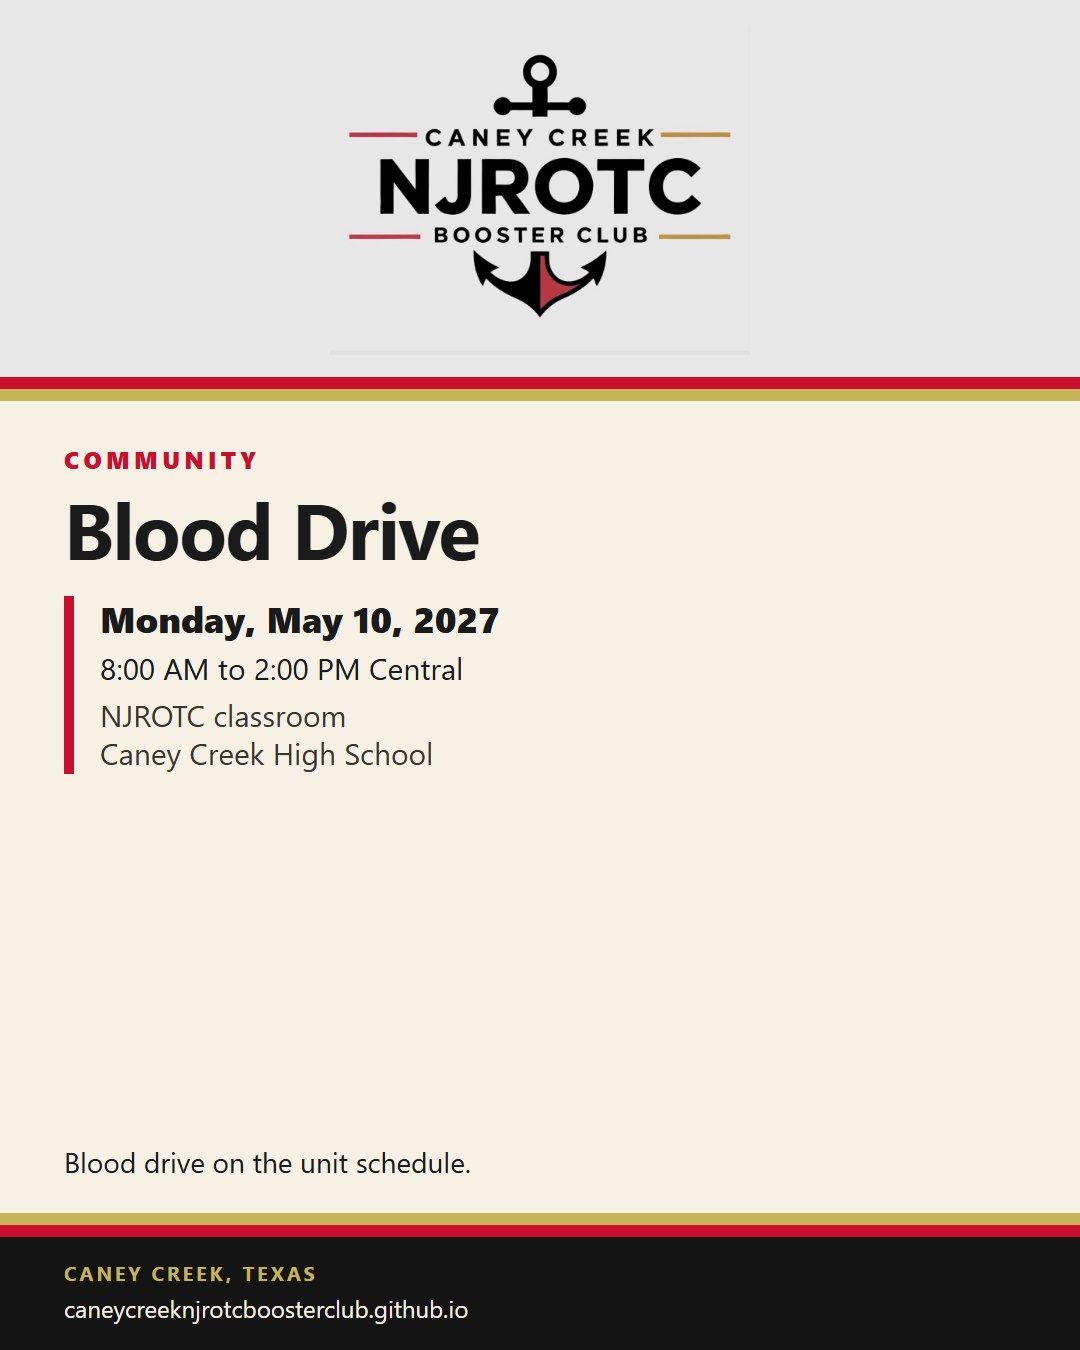 CANEY CREEK
NJROTC
BOOSTER CLUB
COMMUNITY
Blood Drive
Monday, May 10, 2027
8:00 AM to 2:00 PM Central
NJROTC classroom
Caney Creek High School
Blood drive on the unit schedule.
CANEY CREEK, TEXAS
caneycreeknjrotcboosterclub.github.io